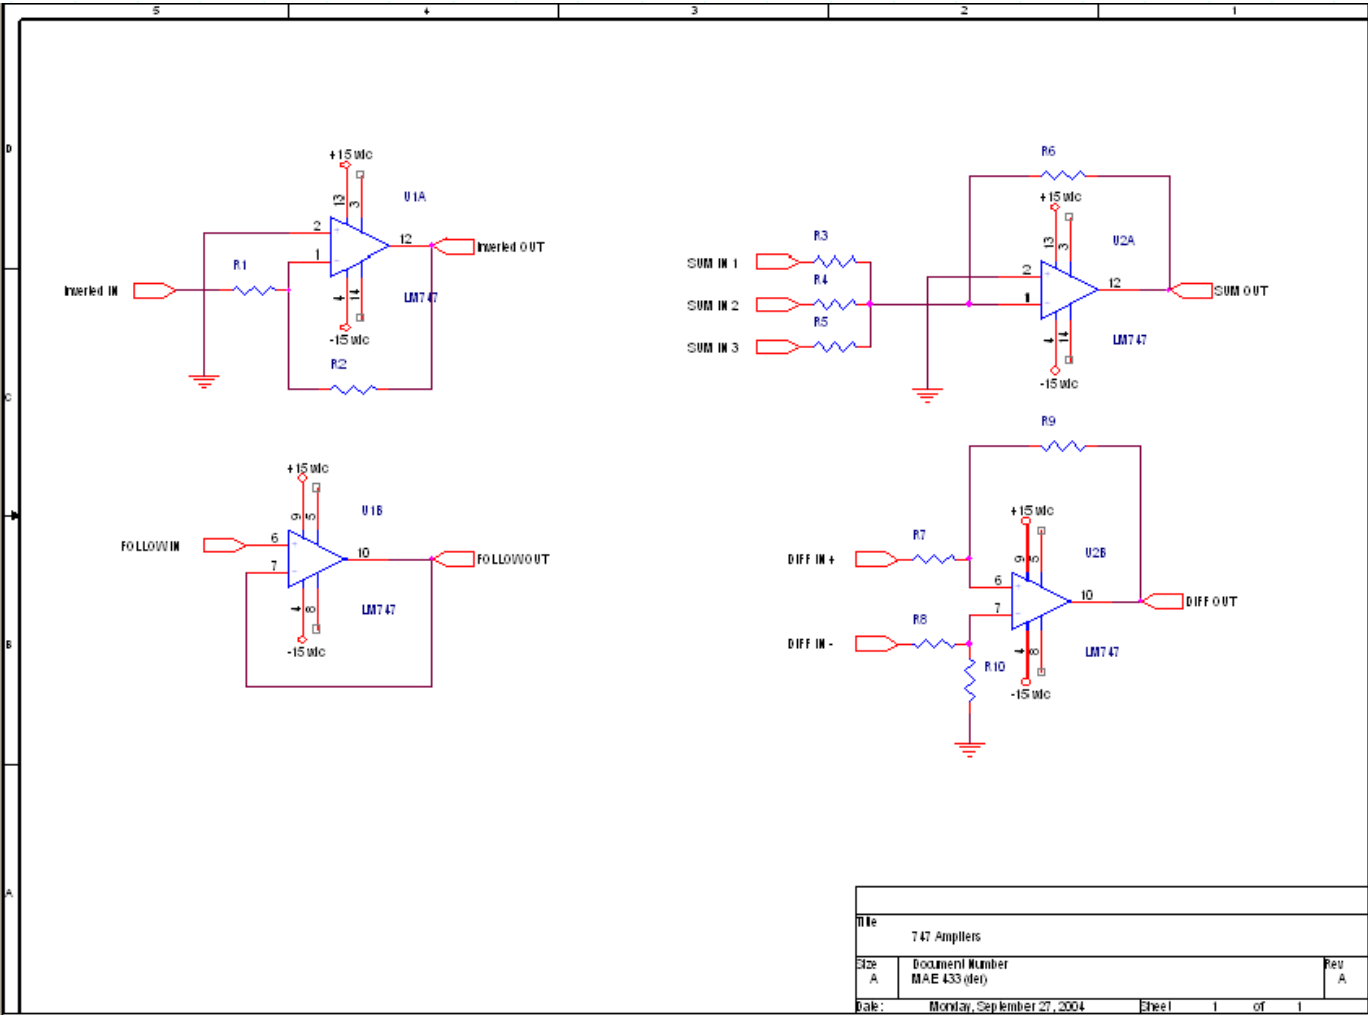 5 4 3 2 1
D
C
B
A
+15 vdc
13
3
U1A
2
1
12
Inverted OUT
R1
Inverted IN
4
14
LM747
-15 vdc
R2
R6
+15 vdc
13
3
U2A
R3
SUM IN 1
R4
SUM IN 2
R5
SUM IN 3
2
1
12
SUM OUT
4
14
LM747
-15 vdc
+15 vdc
9
5
U1B
FOLLOW IN
6
7
10
FOLLOW OUT
4
8
LM747
-15 vdc
R9
+15 vdc
9
5
U2B
R7
DIFF IN +
6
7
10
DIFF OUT
R8
DIFF IN -
4
8
LM747
R10
-15 vdc
Title
747 Ampliers
Size
A
Document Number
MAE 433 (der)
Rev
A
Date: Monday, September 27, 2004 Sheet 1 of 1